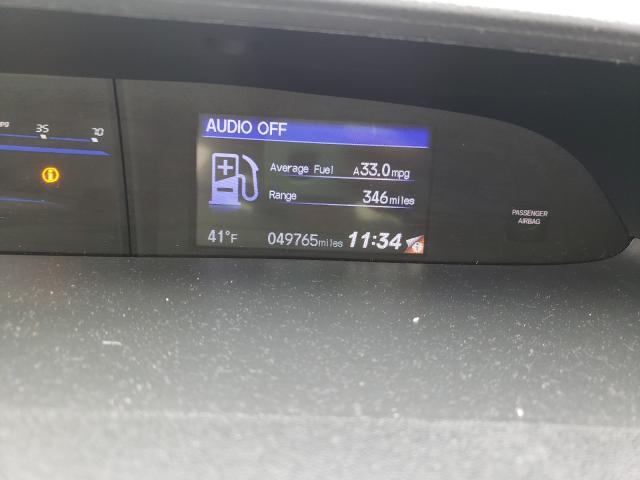 AUDIO OFF
35 70
Average Fuel A33.0mpg
Range 346miles
PASSENGER
AIRBAG
41°F 049765miles 11:34